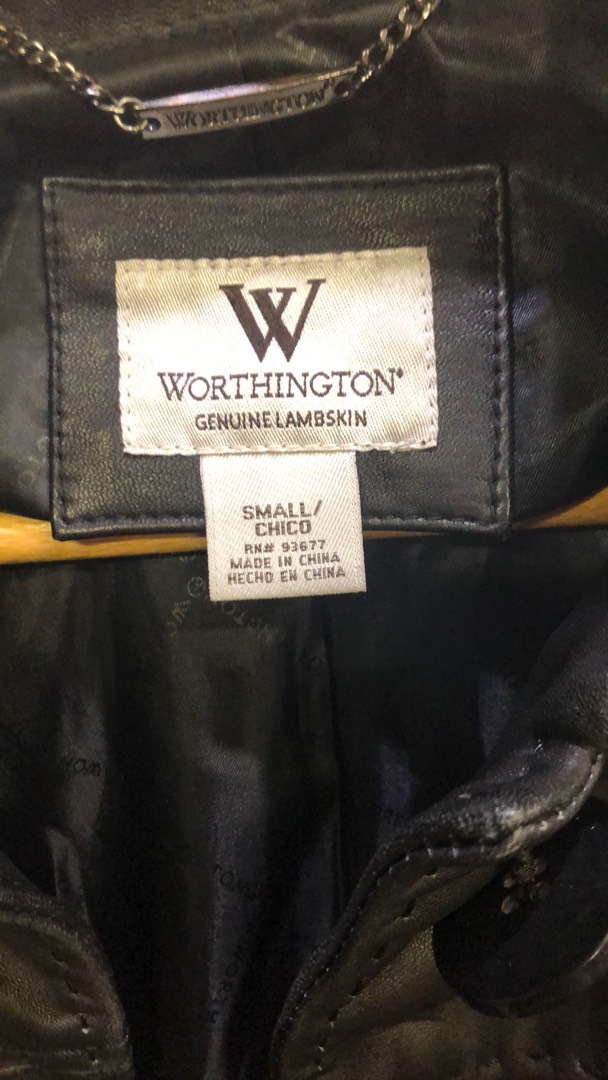 WORTHINGTON®
W
WORTHINGTON®
GENUINE LAMBSKIN
SMALL/
CHICO
RN# 93677
MADE IN CHINA
HECHO EN CHINA